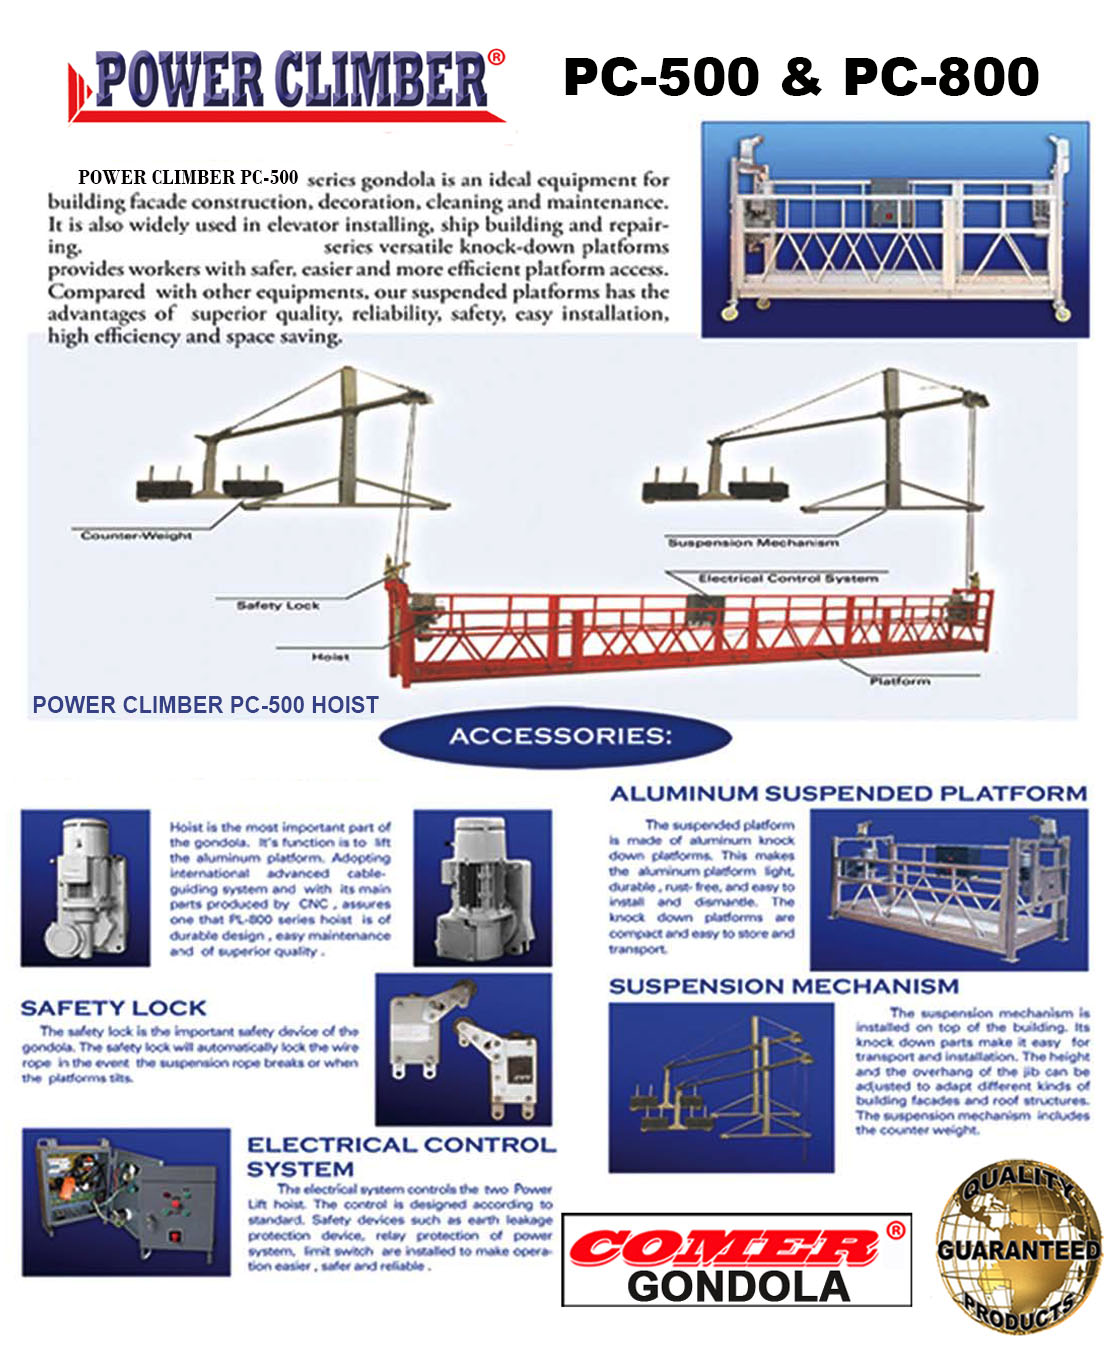 POWER CLIMBER®
PC-500 & PC-800
POWER CLIMBER PC-500 series gondola is an ideal equipment for
building facade construction, decoration, cleaning and maintenance.
It is also widely used in elevator installing, ship building and repair-
ing. series versatile knock-down platforms
provides workers with safer, easier and more efficient platform access.
Compared with other equipments, our suspended platforms has the
advantages of superior quality, reliability, safety, easy installation,
high efficiency and space saving.
Counter-Weight
Suspension Mechanism
Electrical Control System
Safety Lock
Hoist
Platform
POWER CLIMBER PC-500 HOIST
ACCESSORIES:
Hoist is the most important part of
the gondola. It's function is to lift
the aluminum platform. Adopting
international advanced cable-
guiding system and with its main
parts produced by CNC , assures
one that PL-800 series hoist is of
durable design , easy maintenance
and of superior quality .
SAFETY LOCK
The safety lock is the important safety device of the
gondola. The safety lock will automatically lock the wire
rope in the event the suspension rope breaks or when
the platforms tilts.
ELECTRICAL CONTROL
SYSTEM
The electrical system controls the two Power
Lift hoist. The control is designed according to
standard. Safety devices such as earth leakage
protection device, relay protection of power
system, limit switch are installed to make opera-
tion easier , safer and reliable .
ALUMINUM SUSPENDED PLATFORM
The suspended platform
is made of aluminum knock
down platforms. This makes
the aluminum platform light,
durable , rust- free, and easy to
install and dismantle. The
knock down platforms are
compact and easy to store and
transport.
SUSPENSION MECHANISM
The suspension mechanism is
installed on top of the building. Its
knock down parts make it easy for
transport and installation. The height
and the overhang of the jib can be
adjusted to adapt different kinds of
building facades and roof structures.
The suspension mechanism includes
the counter weight.
COMER®
GONDOLA
QUALITY
GUARANTEED
PRODUCTS